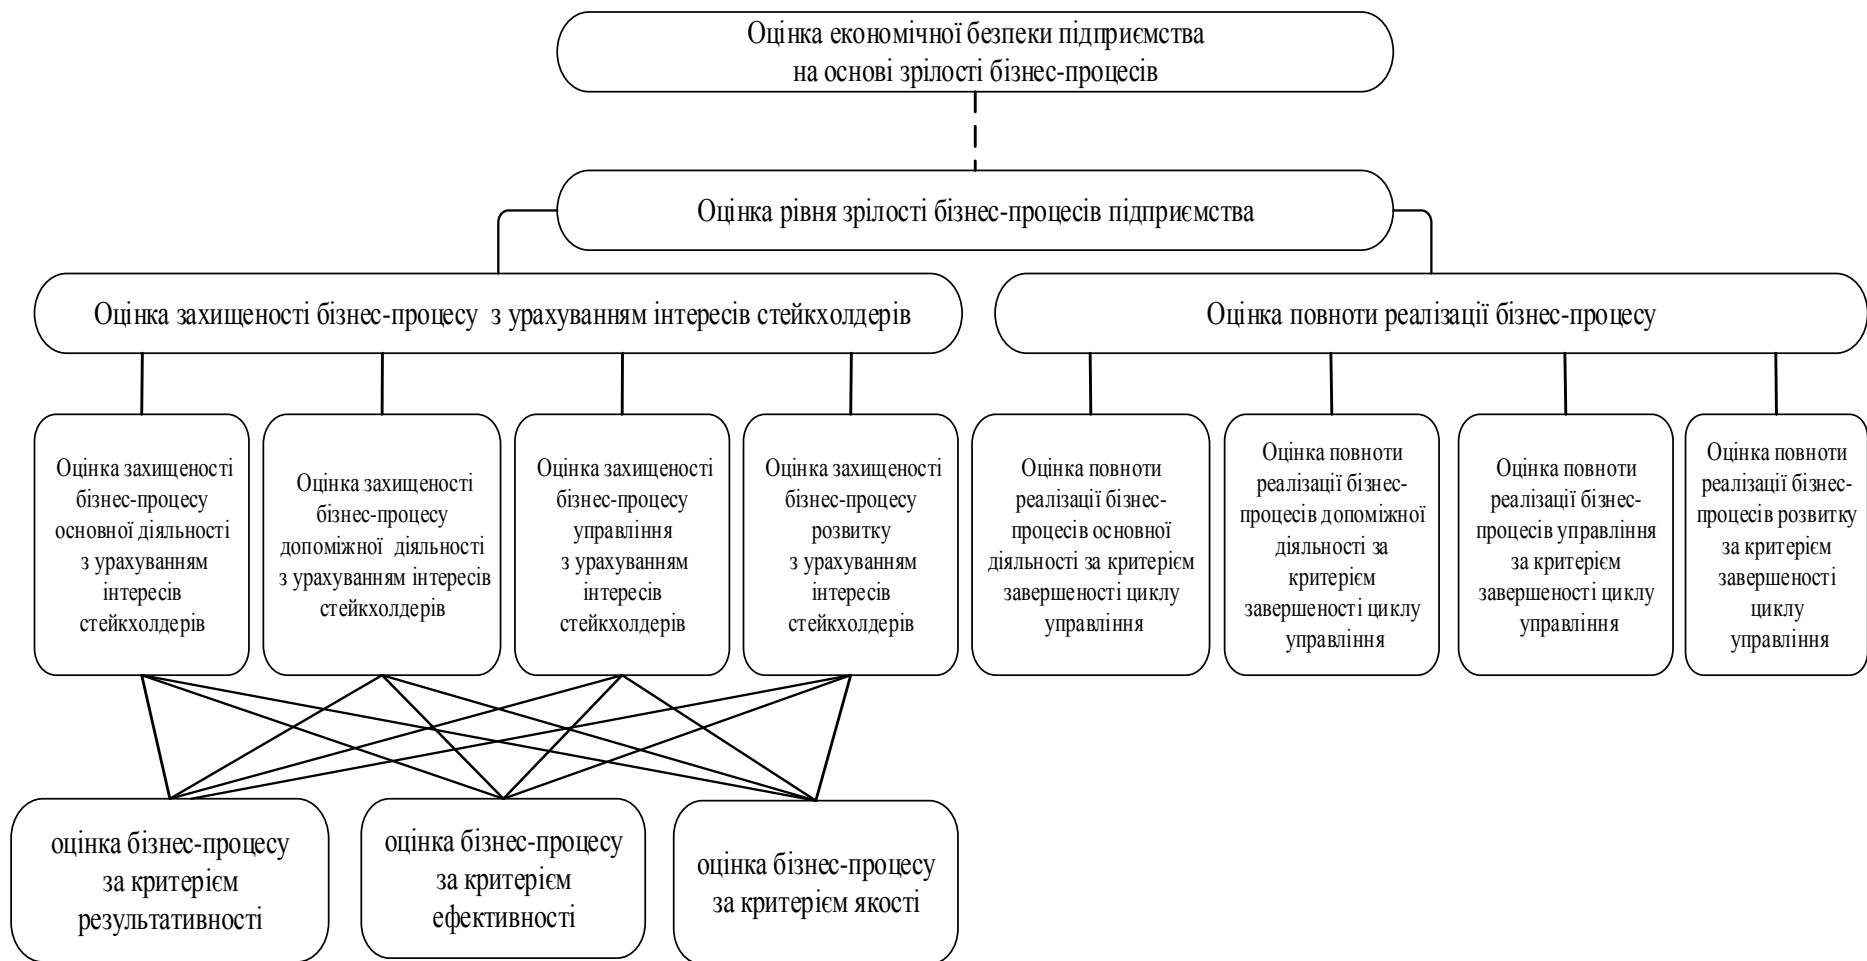 Оцінка економічної безпеки підприємства
на основі зрілості бізнес-процесів
Оцінка рівня зрілості бізнес-процесів підприємства
Оцінка захищеності бізнес-процесу з урахуванням інтересів стейкхолдерів
Оцінка повноти реалізації бізнес-процесу
Оцінка захищеності
бізнес-процесу
основної діяльності
з урахуванням
інтересів
стейкхолдерів
Оцінка захищеності
бізнес-процесу
допоміжної діяльності
з урахуванням інтересів
стейкхолдерів
Оцінка захищеності
бізнес-процесу
управління
з урахуванням
інтересів
стейкхолдерів
Оцінка захищеності
бізнес-процесу
розвитку
з урахуванням
інтересів
стейкхолдерів
Оцінка повноти
реалізації бізнес-
процесів основної
діяльності за критерієм
завершеності циклу
управління
Оцінка повноти
реалізації бізнес-
процесів допоміжної
діяльності за
критерієм
завершеності циклу
управління
Оцінка повноти
реалізації бізнес-
процесів управління
за критерієм
завершеності циклу
управління
Оцінка повноти
реалізації бізнес-
процесів розвитку
за критерієм
завершеності
циклу
управління
оцінка бізнес-процесу
за критерієм
результативності
оцінка бізнес-процесу
за критерієм
ефективності
оцінка бізнес-процесу
за критерієм якості